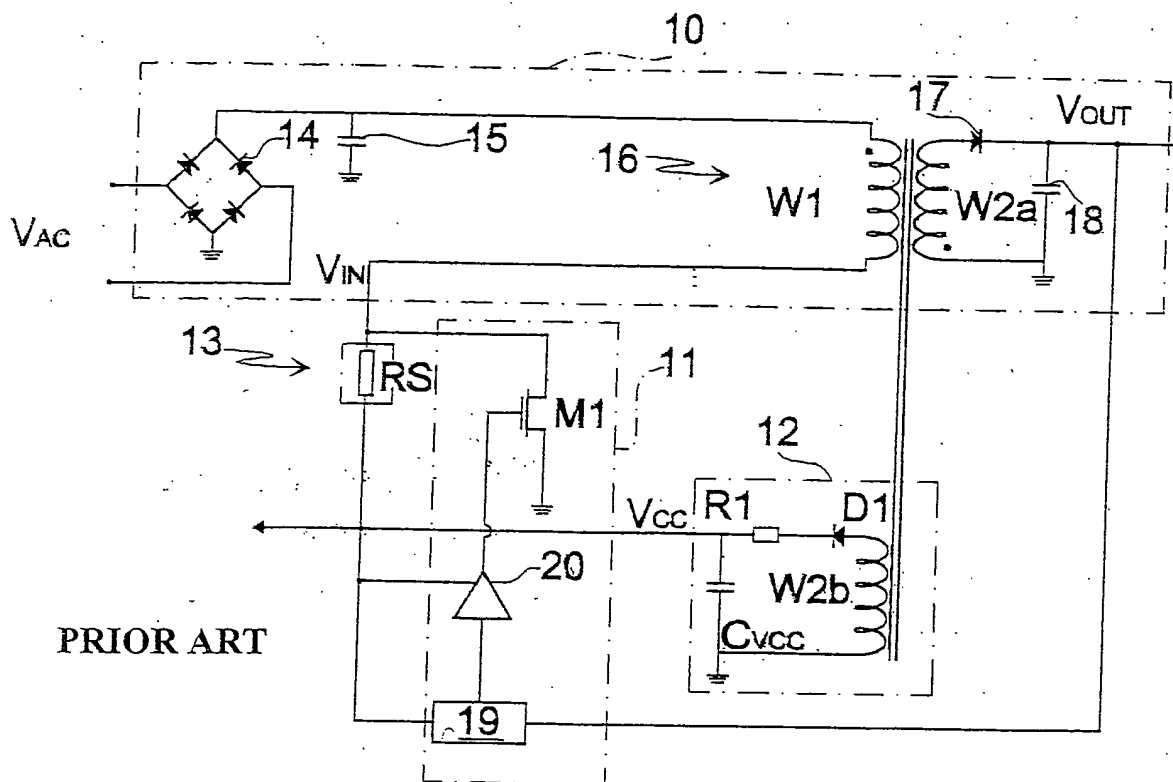 10
17
VOUT
14
15
16
W1
W2a
18
VAC
VIN
13
RS
11
M1
12
VCC
R1
D1
20
W2b
CVCC
PRIOR ART
19